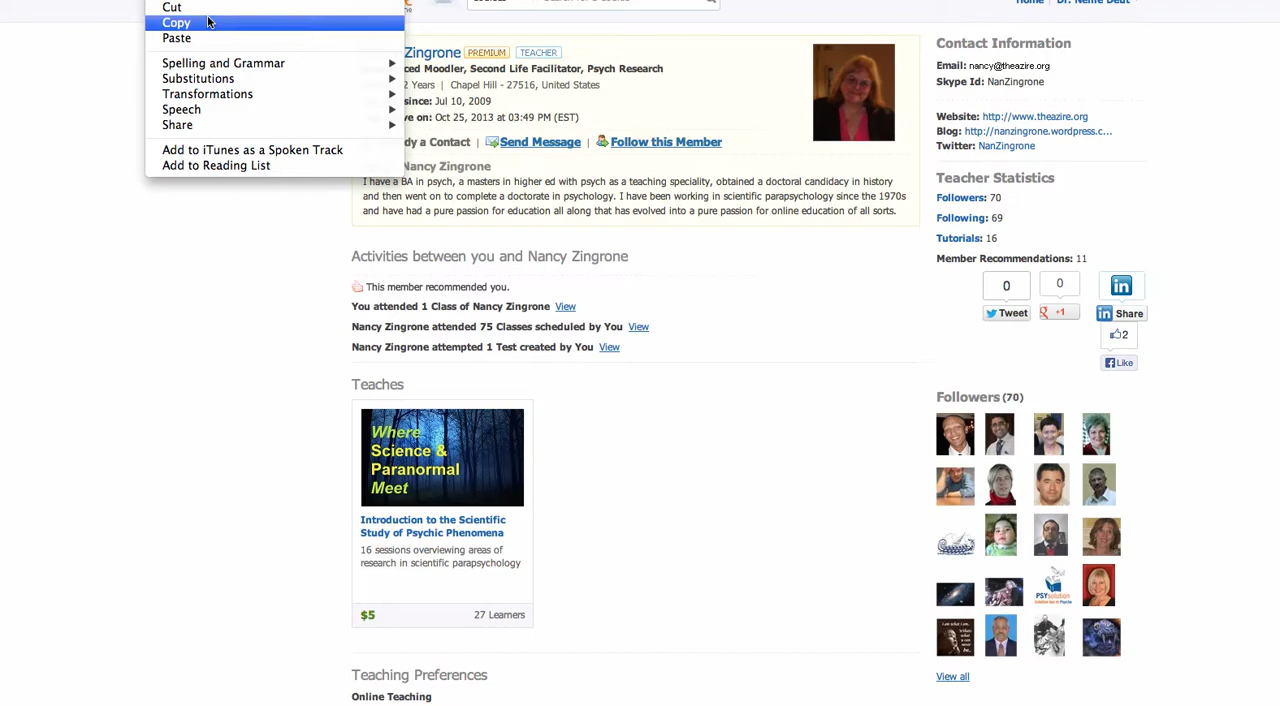 Cut
Copy
Paste
Spelling and Grammar
Substitutions
Transformations
Speech
Share
Add to iTunes as a Spoken Track
Add to Reading List
Zingrone PREMIUM TEACHER
Moodler, Second Life Facilitator, Psych Research
2 Years | Chapel Hill - 27516, United States
since: Jul 10, 2009
on: Oct 25, 2013 at 03:49 PM (EST)
a Contact | Send Message | Follow this Member
Nancy Zingrone
I have a BA in psych, a masters in higher ed with psych as a teaching speciality, obtained a doctoral candidacy in history
and then went on to complete a doctorate in psychology. I have been working in scientific parapsychology since the 1970s
and have had a pure passion for education all along that has evolved into a pure passion for online education of all sorts.
Activities between you and Nancy Zingrone
This member recommended you.
You attended 1 Class of Nancy Zingrone View
Nancy Zingrone attended 75 Classes scheduled by You View
Nancy Zingrone attempted 1 Test created by You View
Teaches
Where
Science &
Paranormal
Meet
Introduction to the Scientific
Study of Psychic Phenomena
16 sessions overviewing areas of
research in scientific parapsychology
$5 27 Learners
Teaching Preferences
Online Teaching
Contact Information
Email: nancy@theazire.org
Skype Id: NanZingrone
Website: http://www.theazire.org
Blog: http://nanzingrone.wordpress.c...
Twitter: NanZingrone
Teacher Statistics
Followers: 70
Following: 69
Tutorials: 16
Member Recommendations: 11
0 0 in
Tweet +1 in Share
2
Like
Followers (70)
PSYsolution
View all